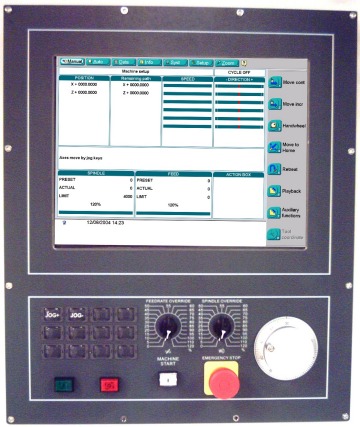 Manual Auto Data Info Setup Zoom
Machine setup CYCLE OFF
POSITION Remaining path SPEED - DIRECTION +
X + 0000.0000 X + 0000.0000
Z + 0000.0000 Z + 0000.0000
Move cont
Move incr
Handwheel
Move to
Home
Retreat
Playback
Auxiliary
functions
Tool
coordinate
Axes move by jog keys
SPINDLE FEED ACTION BOX
PRESET 0 PRESET 0
ACTUAL 0 ACTUAL 0
LIMIT 4000 LIMIT 0
120% 120%
12/08/2004 14:23
FEEDRATE OVERRIDE SPINDLE OVERRIDE
JOG+ JOG-
MACHINE
START
EMERGENCY STOP